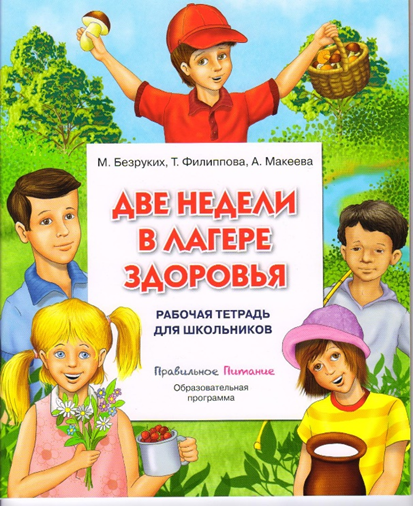 М. Безруких, Т. Филиппова, А. Макеева
ДВЕ НЕДЕЛИ
В ЛАГЕРЕ
ЗДОРОВЬЯ
РАБОЧАЯ ТЕТРАДЬ
ДЛЯ ШКОЛЬНИКОВ
Правильное Питание
Образовательная
программа